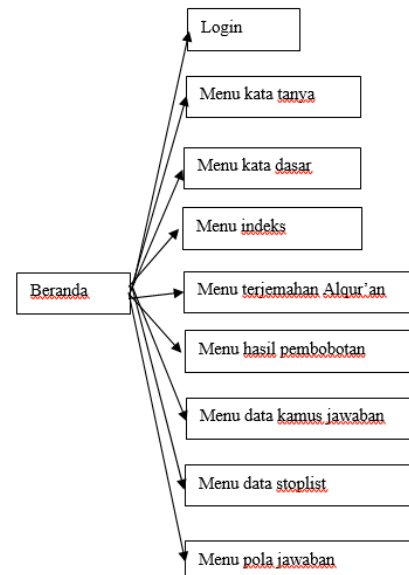 Login
Menu kata tanya
Menu kata dasar
Menu indeks
Beranda
Menu terjemahan Alqur’an
Menu hasil pembobotan
Menu data kamus jawaban
Menu data stoplist
Menu pola jawaban